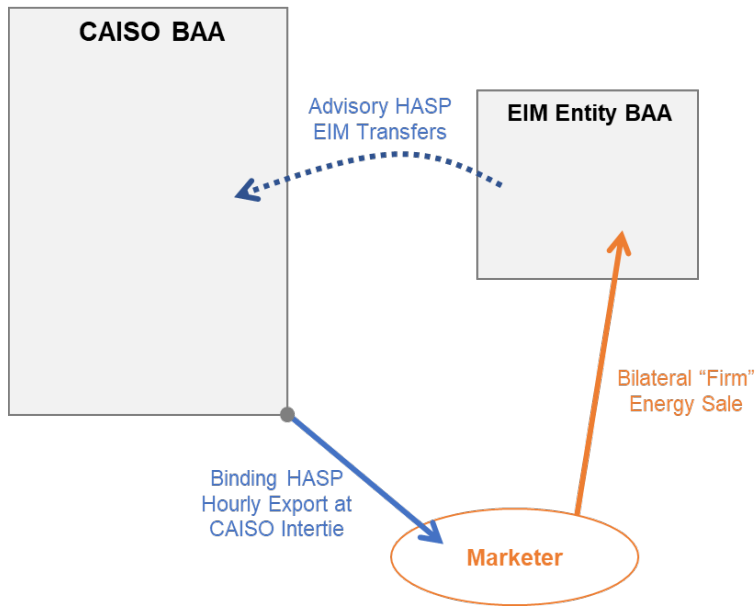 CAISO BAA
Advisory HASP
EIM Transfers
EIM Entity BAA
Bilateral “Firm”
Energy Sale
Binding HASP
Hourly Export at
CAISO Intertie
Marketer